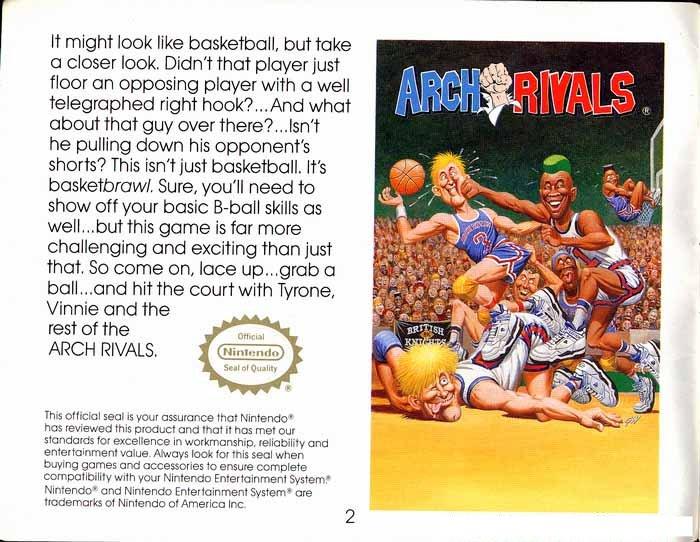 It might look like basketball, but take
a closer look. Didn't that player just
floor an opposing player with a well
telegraphed right hook?...And what
about that guy over there?...Isn't
he pulling down his opponent's
shorts? This isn't just basketball. It's
basketbrawl. Sure, you'll need to
show off your basic B-ball skills as
well...but this game is far more
challenging and exciting than just
that. So come on, lace up...grab a
ball...and hit the court with Tyrone,
Vinnie and the
rest of the
ARCH RIVALS.
Official
Nintendo
Seal of Quality
®
This official seal is your assurance that Nintendo®
has reviewed this product and that it has met our
standards for excellence in workmanship, reliability and
entertainment value. Always look for this seal when
buying games and accessories to ensure complete
compatibility with your Nintendo Entertainment System.®
Nintendo® and Nintendo Entertainment System® are
trademarks of Nintendo of America Inc.
2
ARCH RIVALS ®
3
1
BRITISH
KNIGHTS